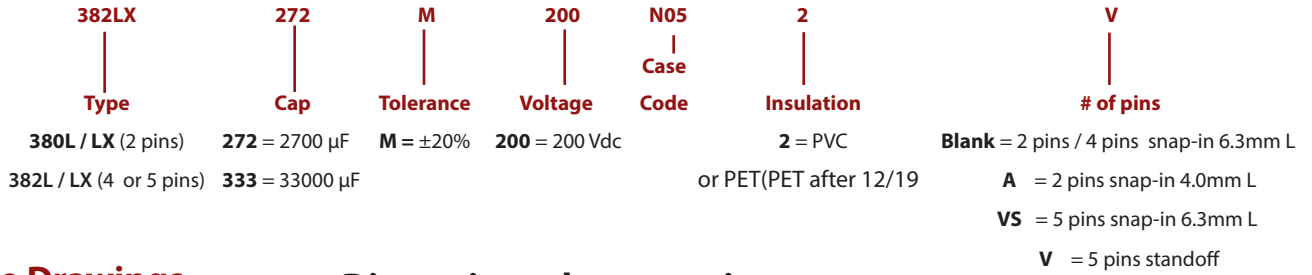 382LX 272 M 200 N05 2 V
Case
Type Cap Tolerance Voltage Code Insulation # of pins
380L / LX (2 pins) 272 = 2700 µF M = ±20% 200 = 200 Vdc 2 = PVC Blank = 2 pins / 4 pins snap-in 6.3mm L
382L / LX (4 or 5 pins) 333 = 33000 µF or PET(PET after 12/19 A = 2 pins snap-in 4.0mm L
VS = 5 pins snap-in 6.3mm L
V = 5 pins standoff